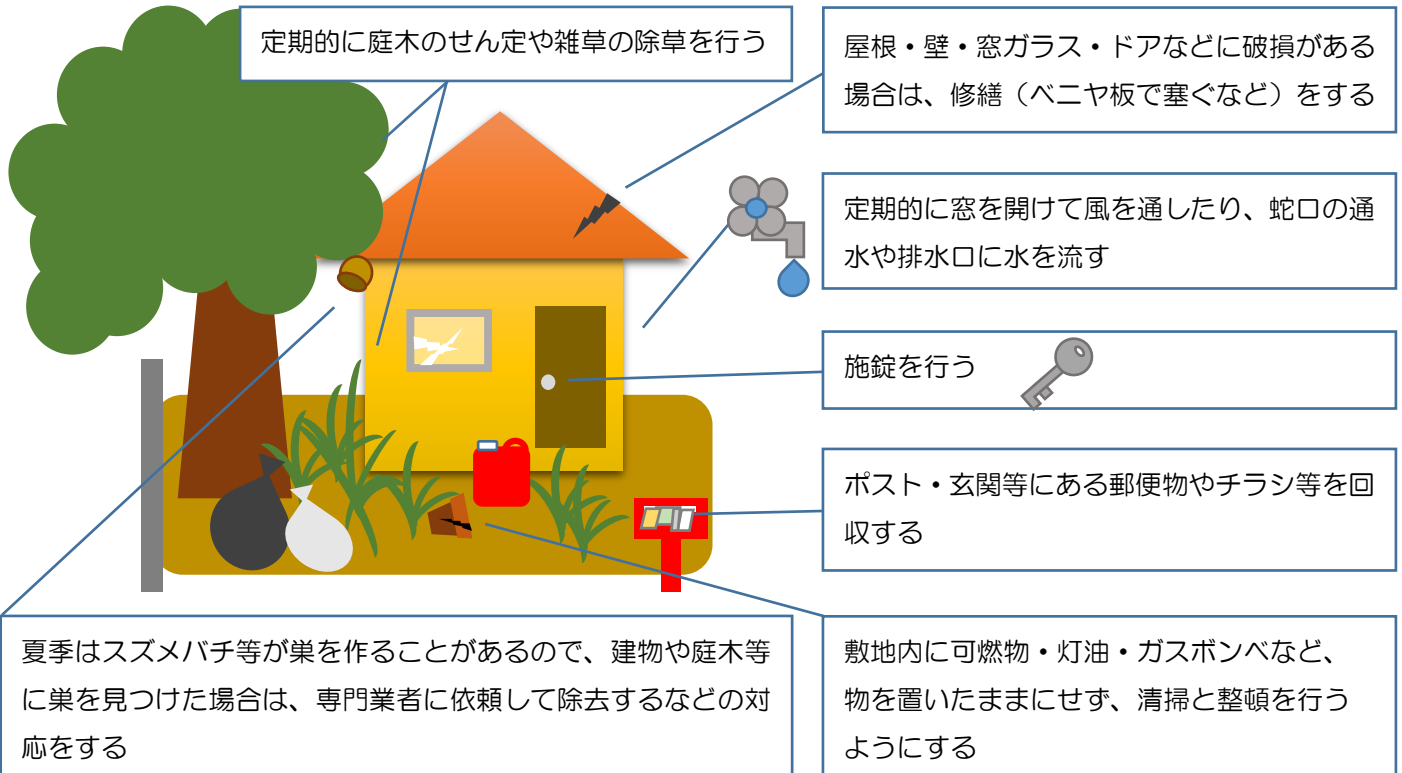 定期的に庭木のせん定や雑草の除草を行う
屋根・壁・窓ガラス・ドアなどに破損がある
場合は、修繕（ベニヤ板で塞ぐなど）をする
定期的に窓を開けて風を通したり、蛇口の通
水や排水口に水を流す
施錠を行う
ポスト・玄関等にある郵便物やチラシ等を回
収する
夏季はスズメバチ等が巣を作ることがあるので、建物や庭木等
に巣を見つけた場合は、専門業者に依頼して除去するなどの対
応をする
敷地内に可燃物・灯油・ガスボンベなど、
物を置いたままにせず、清掃と整頓を行う
ようにする